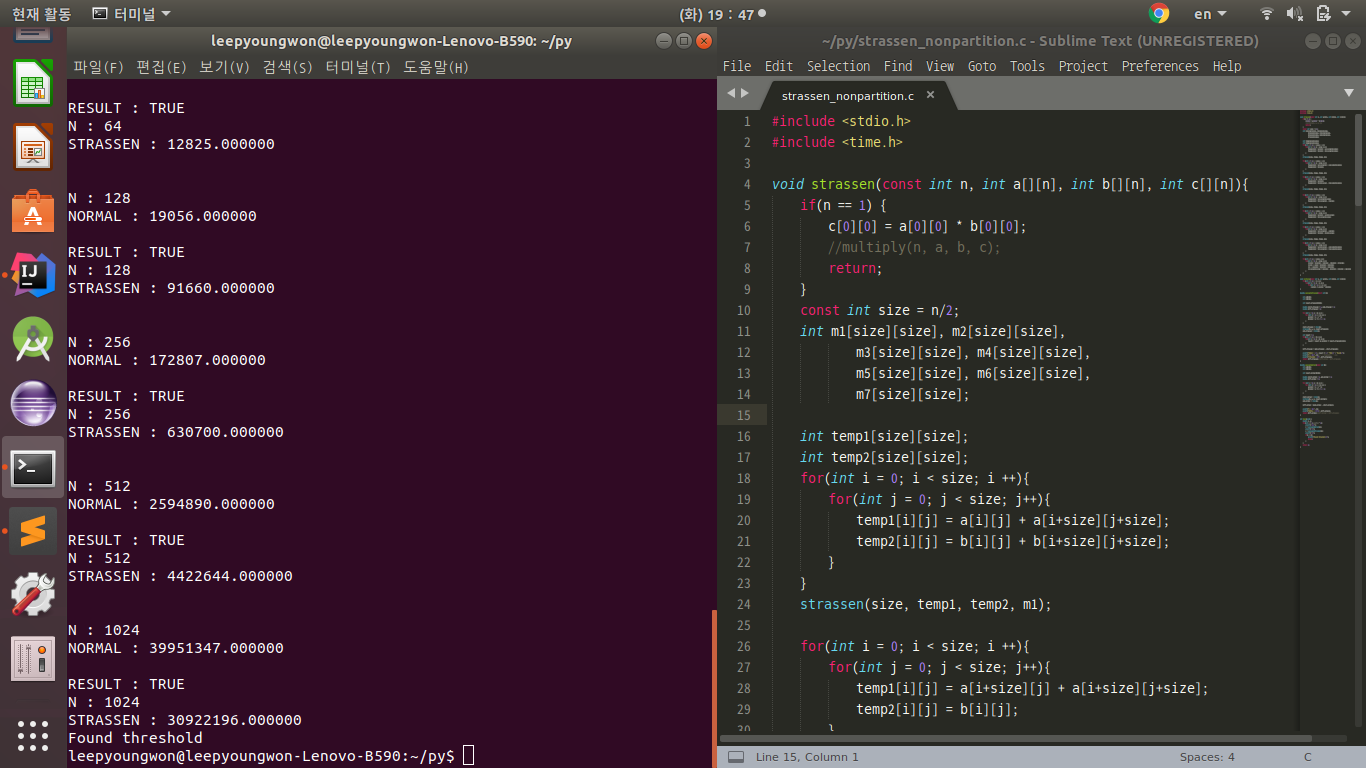 현재 활동 터미널 (화) 19 : 47 en
leepyoungwon@leepyoungwon-Lenovo-B590: ~/py
파일(F) 편집(E) 보기(V) 검색(S) 터미널(T) 도움말(H)
RESULT : TRUE
N : 64
STRASSEN : 12825.000000
N : 128
NORMAL : 19056.000000
RESULT : TRUE
N : 128
STRASSEN : 91660.000000
N : 256
NORMAL : 172807.000000
RESULT : TRUE
N : 256
STRASSEN : 630700.000000
N : 512
NORMAL : 2594890.000000
RESULT : TRUE
N : 512
STRASSEN : 4422644.000000
N : 1024
NORMAL : 39951347.000000
RESULT : TRUE
N : 1024
STRASSEN : 30922196.000000
Found threshold
leepyoungwon@leepyoungwon-Lenovo-B590:~/py$
~/py/strassen_nonpartition.c - Sublime Text (UNREGISTERED)
File Edit Selection Find View Goto Tools Project Preferences Help
strassen_nonpartition.c
1 #include <stdio.h>
2 #include <time.h>
3
4 void strassen(const int n, int a[][n], int b[][n], int c[][n]){
5 if(n == 1) {
6 c[0][0] = a[0][0] * b[0][0];
7 //multiply(n, a, b, c);
8 return;
9 }
10 const int size = n/2;
11 int m1[size][size], m2[size][size],
12 m3[size][size], m4[size][size],
13 m5[size][size], m6[size][size],
14 m7[size][size];
15
16 int temp1[size][size];
17 int temp2[size][size];
18 for(int i = 0; i < size; i ++){
19 for(int j = 0; j < size; j++){
20 temp1[i][j] = a[i][j] + a[i+size][j+size];
21 temp2[i][j] = b[i][j] + b[i+size][j+size];
22 }
23 }
24 strassen(size, temp1, temp2, m1);
25
26 for(int i = 0; i < size; i ++){
27 for(int j = 0; j < size; j++){
28 temp1[i][j] = a[i+size][j] + a[i+size][j+size];
29 temp2[i][j] = b[i][j];
30 }
Line 15, Column 1 Spaces: 4 C